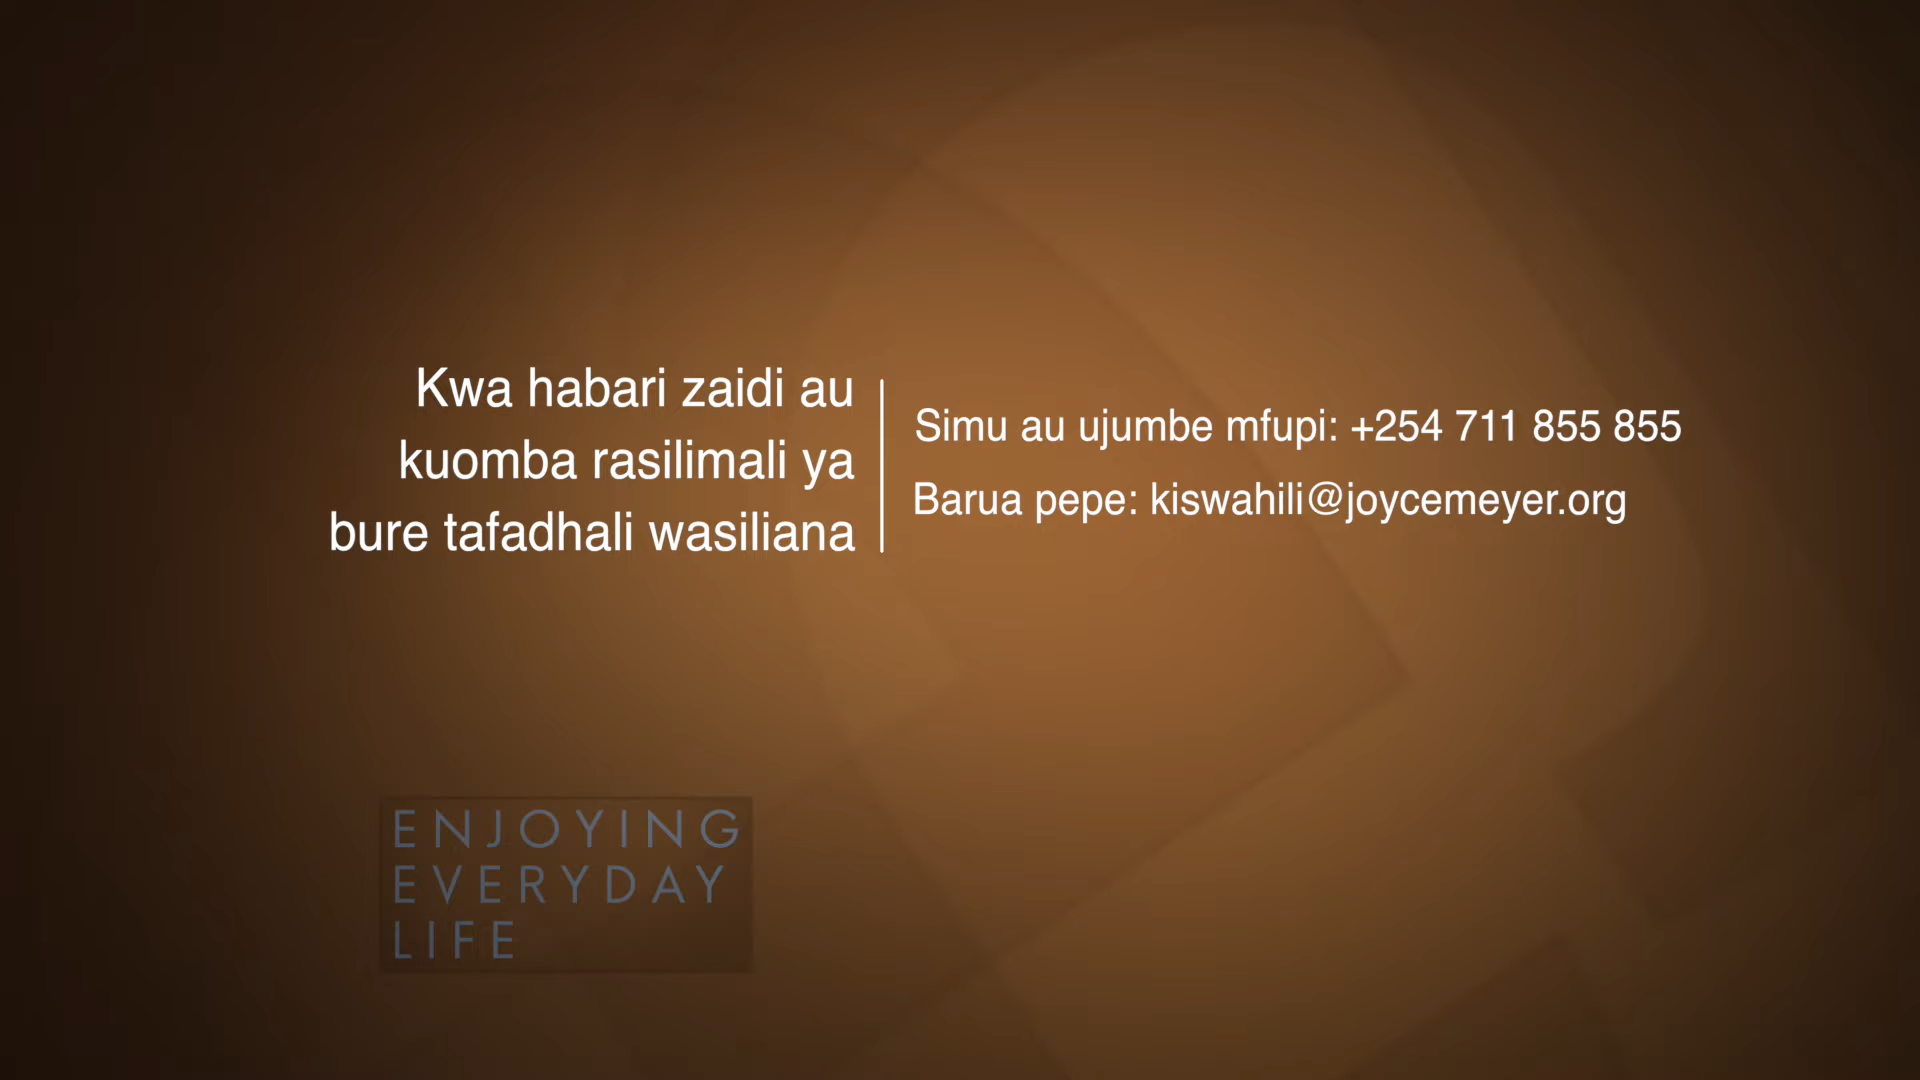 Kwa habari zaidi au
kuomba rasilimali ya
bure tafadhali wasiliana
Simu au ujumbe mfupi: +254 711 855 855
Barua pepe: kiswahili@joycemeyer.org
ENJOYING
EVERYDAY
LIFE